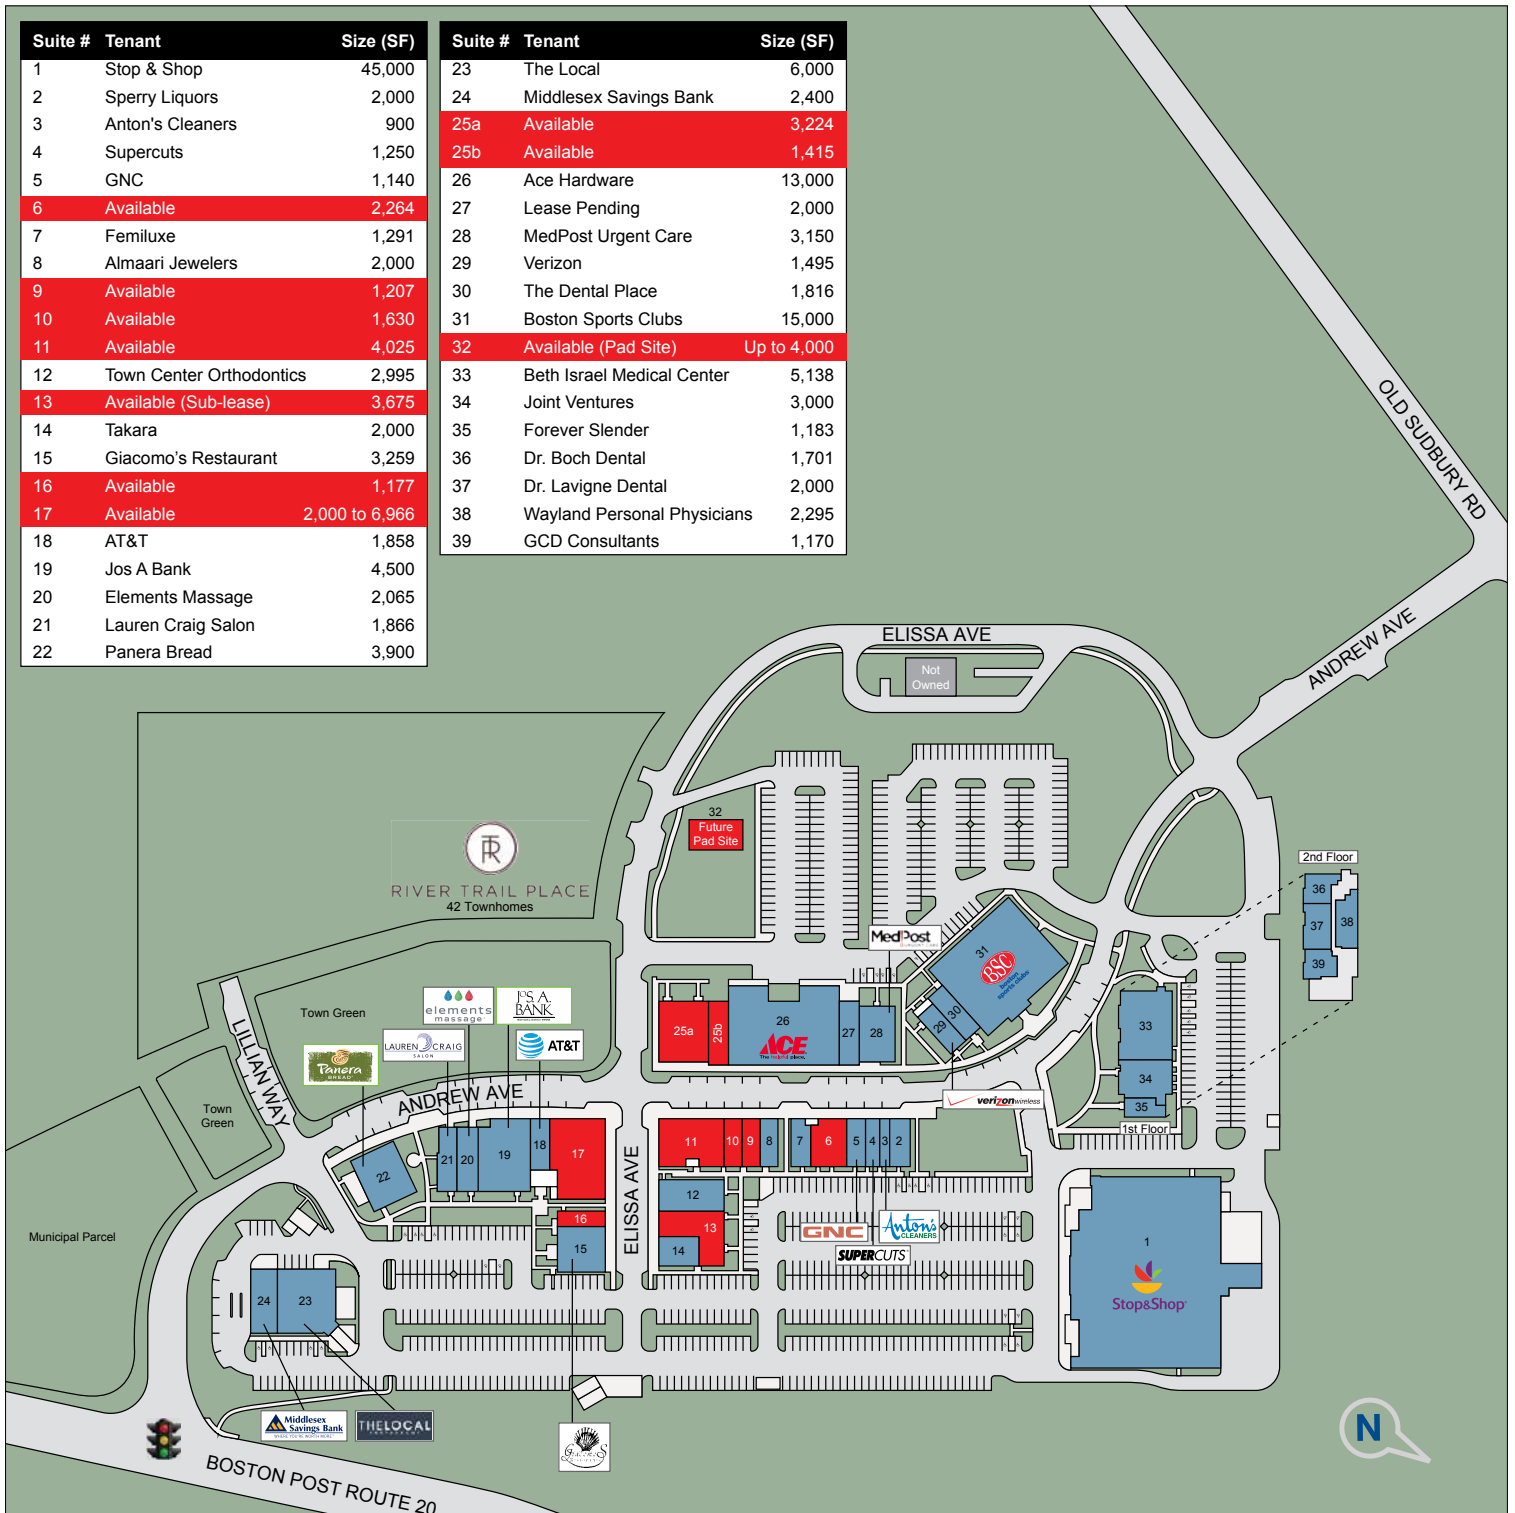 Suite # Tenant Size (SF)
1 Stop & Shop 45,000
2 Sperry Liquors 2,000
3 Anton's Cleaners 900
4 Supercuts 1,250
5 GNC 1,140
6 Available 2,264
7 Femiluxe 1,291
8 Almaari Jewelers 2,000
9 Available 1,207
10 Available 1,630
11 Available 4,025
12 Town Center Orthodontics 2,995
13 Available (Sub-lease) 3,675
14 Takara 2,000
15 Giacomo’s Restaurant 3,259
16 Available 1,177
17 Available 2,000 to 6,966
18 AT&T 1,858
19 Jos A Bank 4,500
20 Elements Massage 2,065
21 Lauren Craig Salon 1,866
22 Panera Bread 3,900
Suite # Tenant Size (SF)
23 The Local 6,000
24 Middlesex Savings Bank 2,400
25a Available 3,224
25b Available 1,415
26 Ace Hardware 13,000
27 Lease Pending 2,000
28 MedPost Urgent Care 3,150
29 Verizon 1,495
30 The Dental Place 1,816
31 Boston Sports Clubs 15,000
32 Available (Pad Site) Up to 4,000
33 Beth Israel Medical Center 5,138
34 Joint Ventures 3,000
35 Forever Slender 1,183
36 Dr. Boch Dental 1,701
37 Dr. Lavigne Dental 2,000
38 Wayland Personal Physicians 2,295
39 GCD Consultants 1,170
OLD SUDBURY RD
ANDREW AVE
ELISSA AVE
Not
Owned
32
Future
Pad Site
TR
RIVER TRAIL PLACE
42 Townhomes
2nd Floor
36
37
38
39
MedPost
31
BSC
boston
sports clubs
30
29
25a
25b
26
ACE
The helpful place.
27
28
33
34
35
1st Floor
verizonwireless
Town Green
elements
massage
JOS. A.
BANK
LAUREN CRAIG
SALON
AT&T
Panera
BREAD
LILLIAN WAY
ANDREW AVE
Town
Green
22
21
20
19
18
17
16
15
ELISSA AVE
11
10
9
8
7
6
5
4
3
2
12
13
14
GNC
Anton's
CLEANERS
SUPERCUTS
1
Stop&Shop
Municipal Parcel
24
23
Middlesex
Savings Bank
WHERE YOU'RE WORTH MORE
THE LOCAL
BOSTON POST ROUTE 20
N